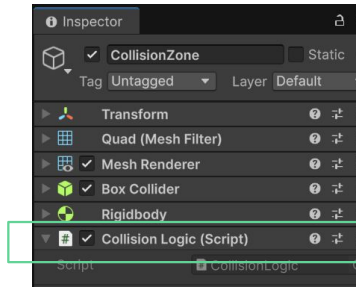 Inspector
CollisionZone Static
Tag Untagged Layer Default
Transform
Quad (Mesh Filter)
Mesh Renderer
Box Collider
Rigidbody
# Collision Logic (Script)
Script # CollisionLogic